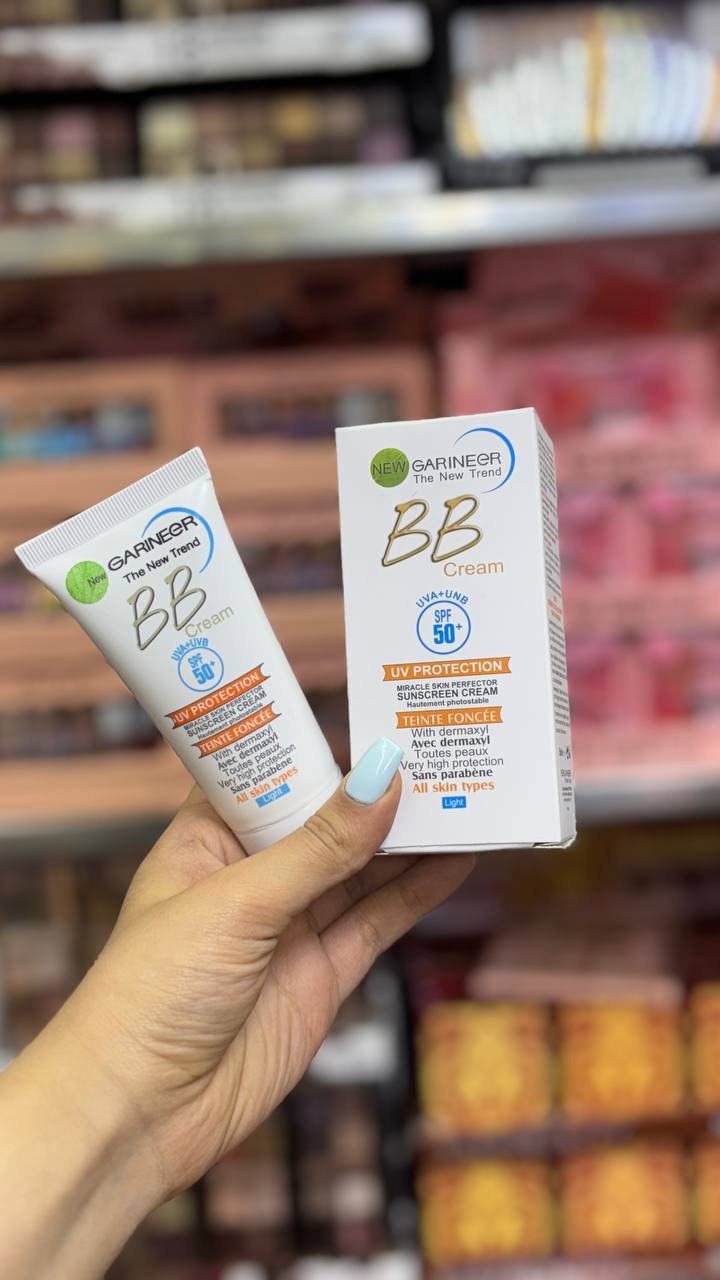 New
GARINEER
The New Trend
BB
Cream
UVA+UVB
SPF
50+
UV PROTECTION
MIRACLE SKIN PERFECTOR
SUNSCREEN CREAM
Hautement photostable
TEINTE FONCÉE
With dermaxyl
Avec dermaxyl
Toutes peaux
Very high protection
Sans parabène
All skin types
Light
NEW
GARINEER
The New Trend
BB
Cream
UVA+UNB
SPF
50+
UV PROTECTION
MIRACLE SKIN PERFECTOR
SUNSCREEN CREAM
Hautement photostable
TEINTE FONCÉE
With dermaxyl
Avec dermaxyl
Toutes peaux
Very high protection
Sans parabène
All skin types
Light